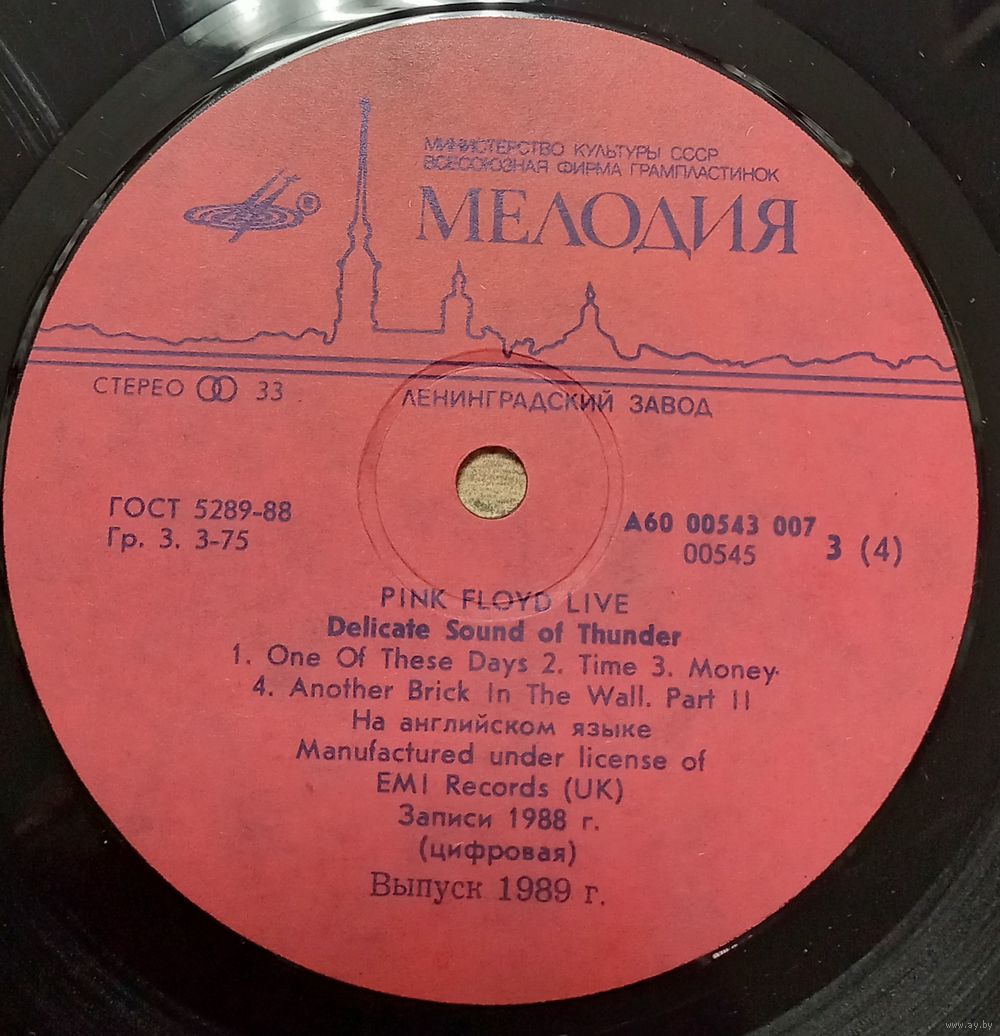 МИНИСТЕРСТВО КУЛЬТУРЫ СССР
ВСЕСОЮЗНАЯ ФИРМА ГРАМПЛАСТИНОК
МЕЛОДИЯ
СТЕРЕО 33
ЛЕНИНГРАДСКИЙ ЗАВОД
ГОСТ 5289-88
Гр. 3. 3-75
А60 00543 007
00545
3 (4)
PINK FLOYD LIVE
Delicate Sound of Thunder
1. One Of These Days 2. Time 3. Money
4. Another Brick In The Wall. Part II
На английском языке
Manufactured under license of
EMI Records (UK)
Записи 1988 г.
(цифровая)
Выпуск 1989 г.
www.ay.by